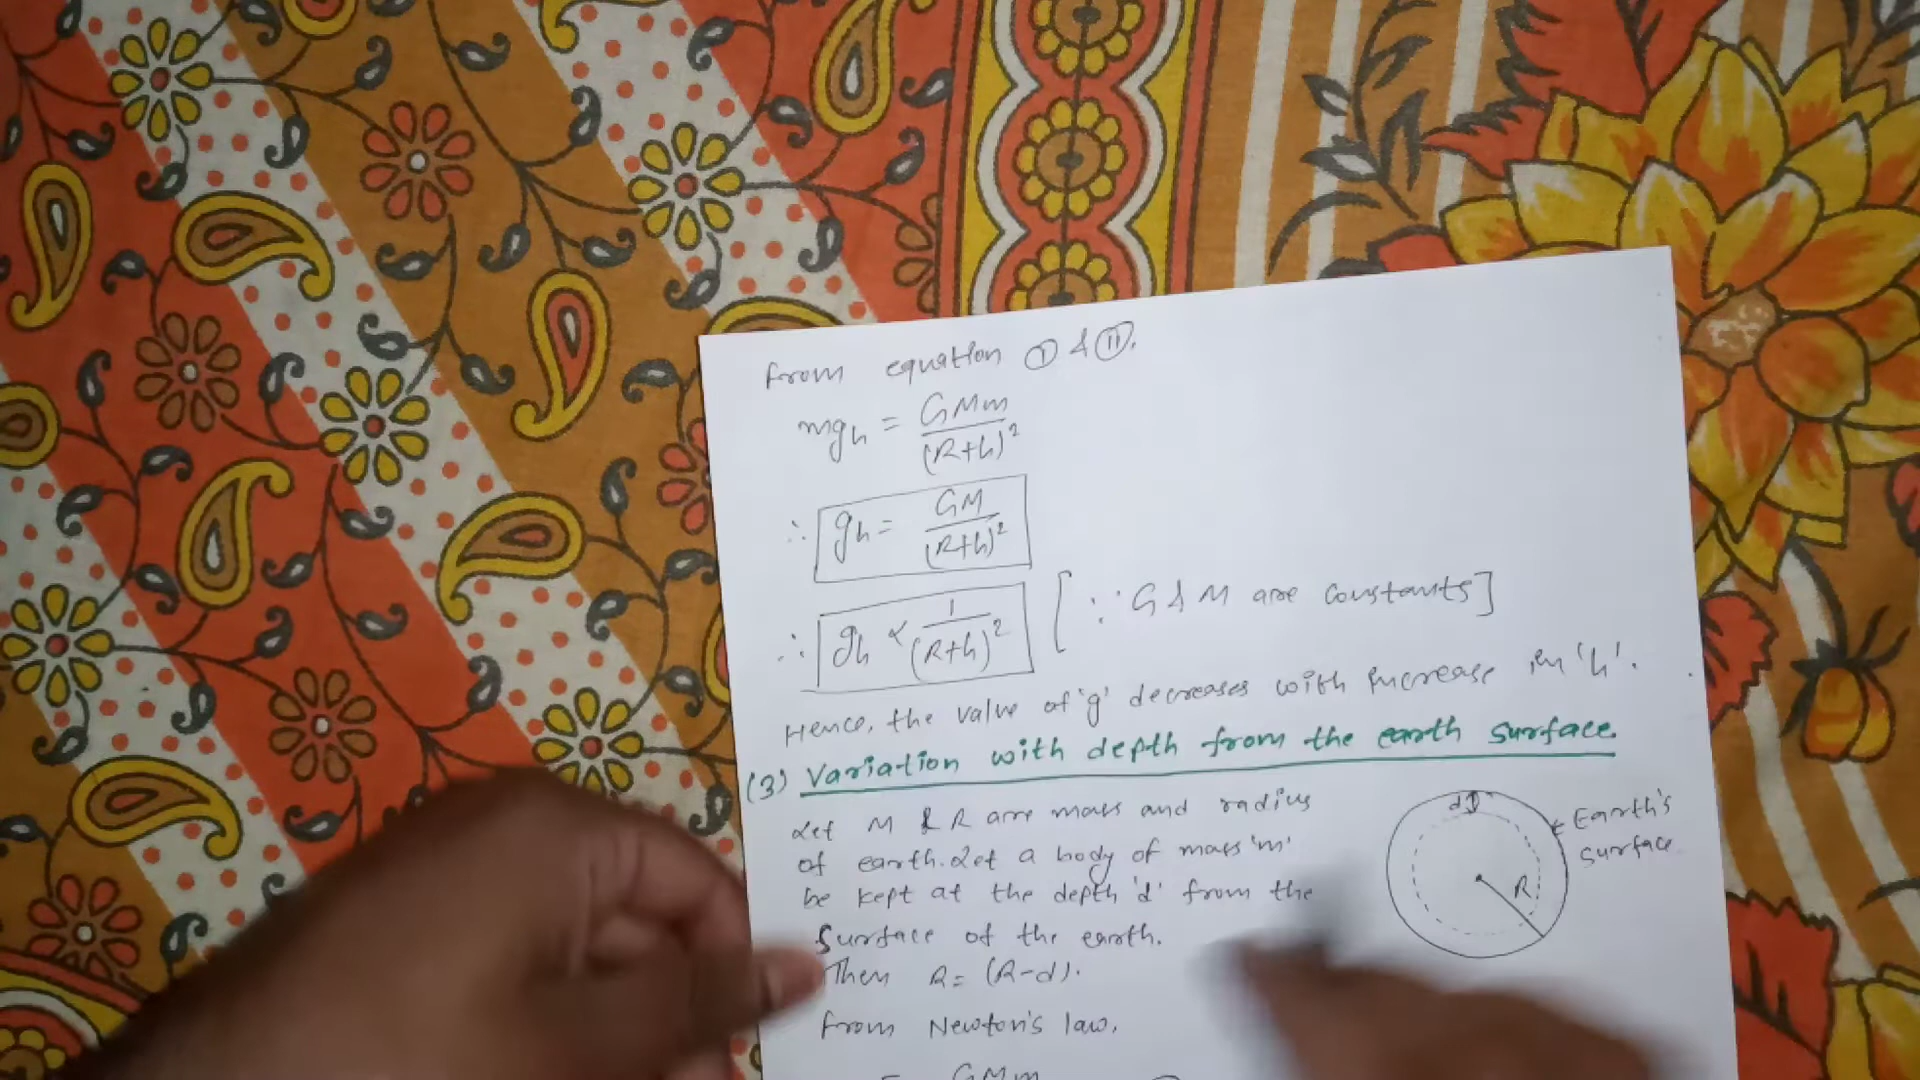 From equation ① & ⑪.
mgh = GMm/(R+h)²
∴ gh = GM/(R+h)²
∴ gh ∝ 1/(R+h)² [∵ G & M are constants]
Hence, the value of 'g' decreases with increase in 'h'.
(3) Variation with depth from the earth surface.
Let M & R are mass and radius
of earth. Let a body of mass 'm'
be kept at the depth 'd' from the
surface of the earth.
Then R = (R-d).
From Newton's law,
GMm
d
R
Earth's
surface